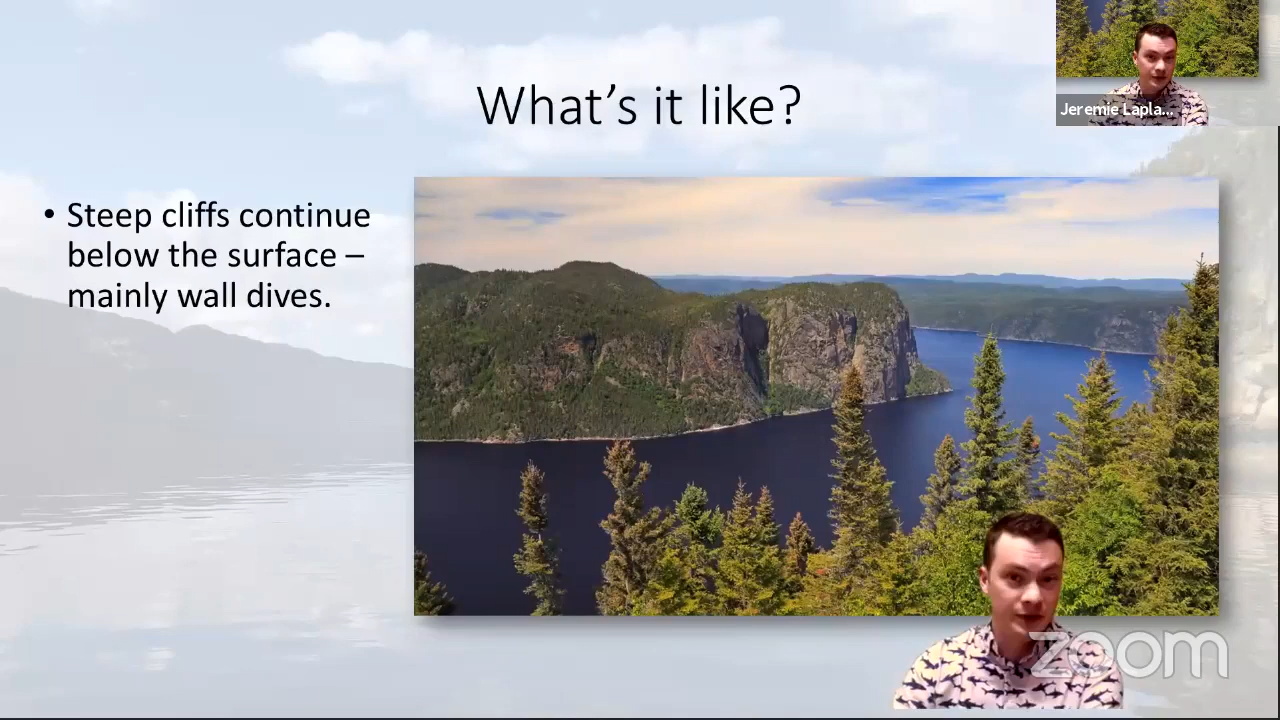 What's it like?
Jeremie Lapla...
• Steep cliffs continue
below the surface –
mainly wall dives.
zoom